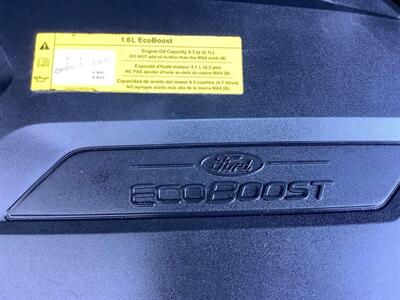 1.6L EcoBoost
Engine Oil Capacity 4.3 qt (4.1L)
DO NOT add oil further than the MAX mark (B)
Capacité d'huile moteur 4.1 L (4.3 pte)
NE PAS ajouter d'huile au-delà du repère MAX (B)
Capacidad de aceite del motor 4.3 cuartos (4.1 litros)
NO agregue aceite más allá de la marca MAX (B)
Ford
ECOBOOST